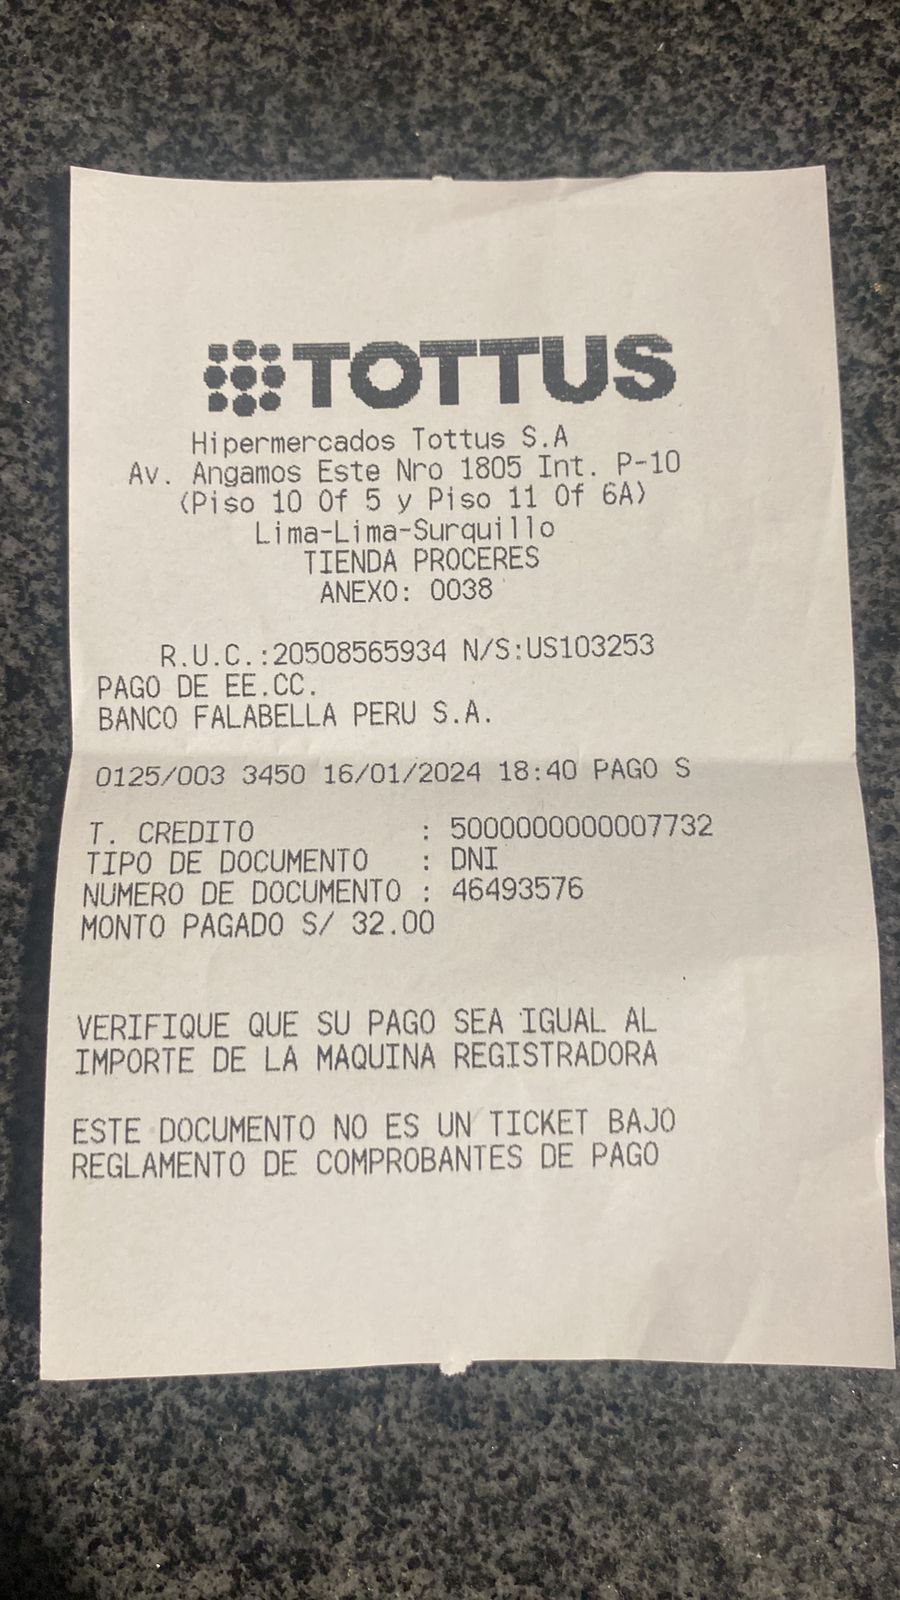 TOTTUS
Hipermercados Tottus S.A
Av. Angamos Este Nro 1805 Int. P-10
(Piso 10 Of 5 y Piso 11 Of 6A)
Lima-Lima-Surquillo
TIENDA PROCERES
ANEXO: 0038
R.U.C.:20508565934 N/S:US103253
PAGO DE EE.CC.
BANCO FALABELLA PERU S.A.
0125/003 3450 16/01/2024 18:40 PAGO S
T. CREDITO : 5000000000007732
TIPO DE DOCUMENTO : DNI
NUMERO DE DOCUMENTO : 46493576
MONTO PAGADO S/ 32.00
VERIFIQUE QUE SU PAGO SEA IGUAL AL
IMPORTE DE LA MAQUINA REGISTRADORA
ESTE DOCUMENTO NO ES UN TICKET BAJO
REGLAMENTO DE COMPROBANTES DE PAGO